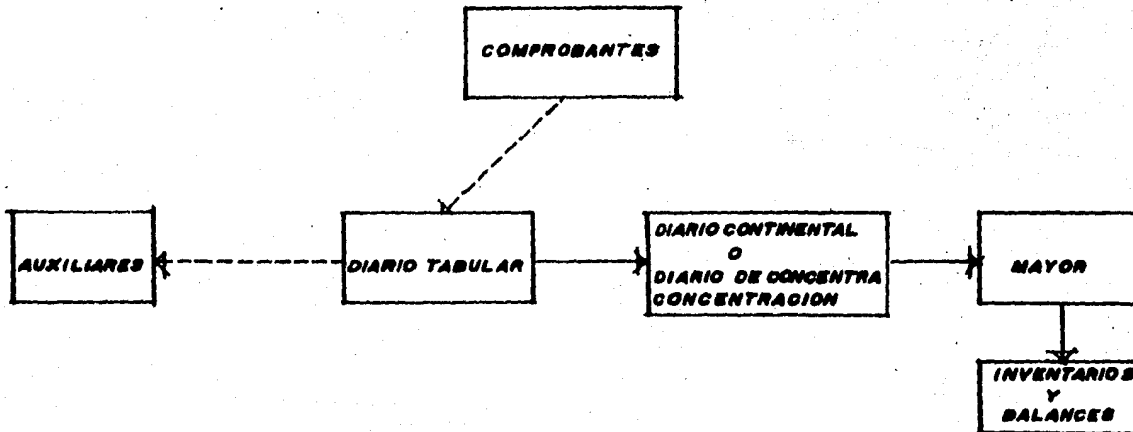 COMPROBANTES
AUXILIARES
DIARIO TABULAR
DIARIO CONTINENTAL
O
DIARIO DE CONCENTRA
CONCENTRACION
MAYOR
INVENTARIOS
Y
BALANCES